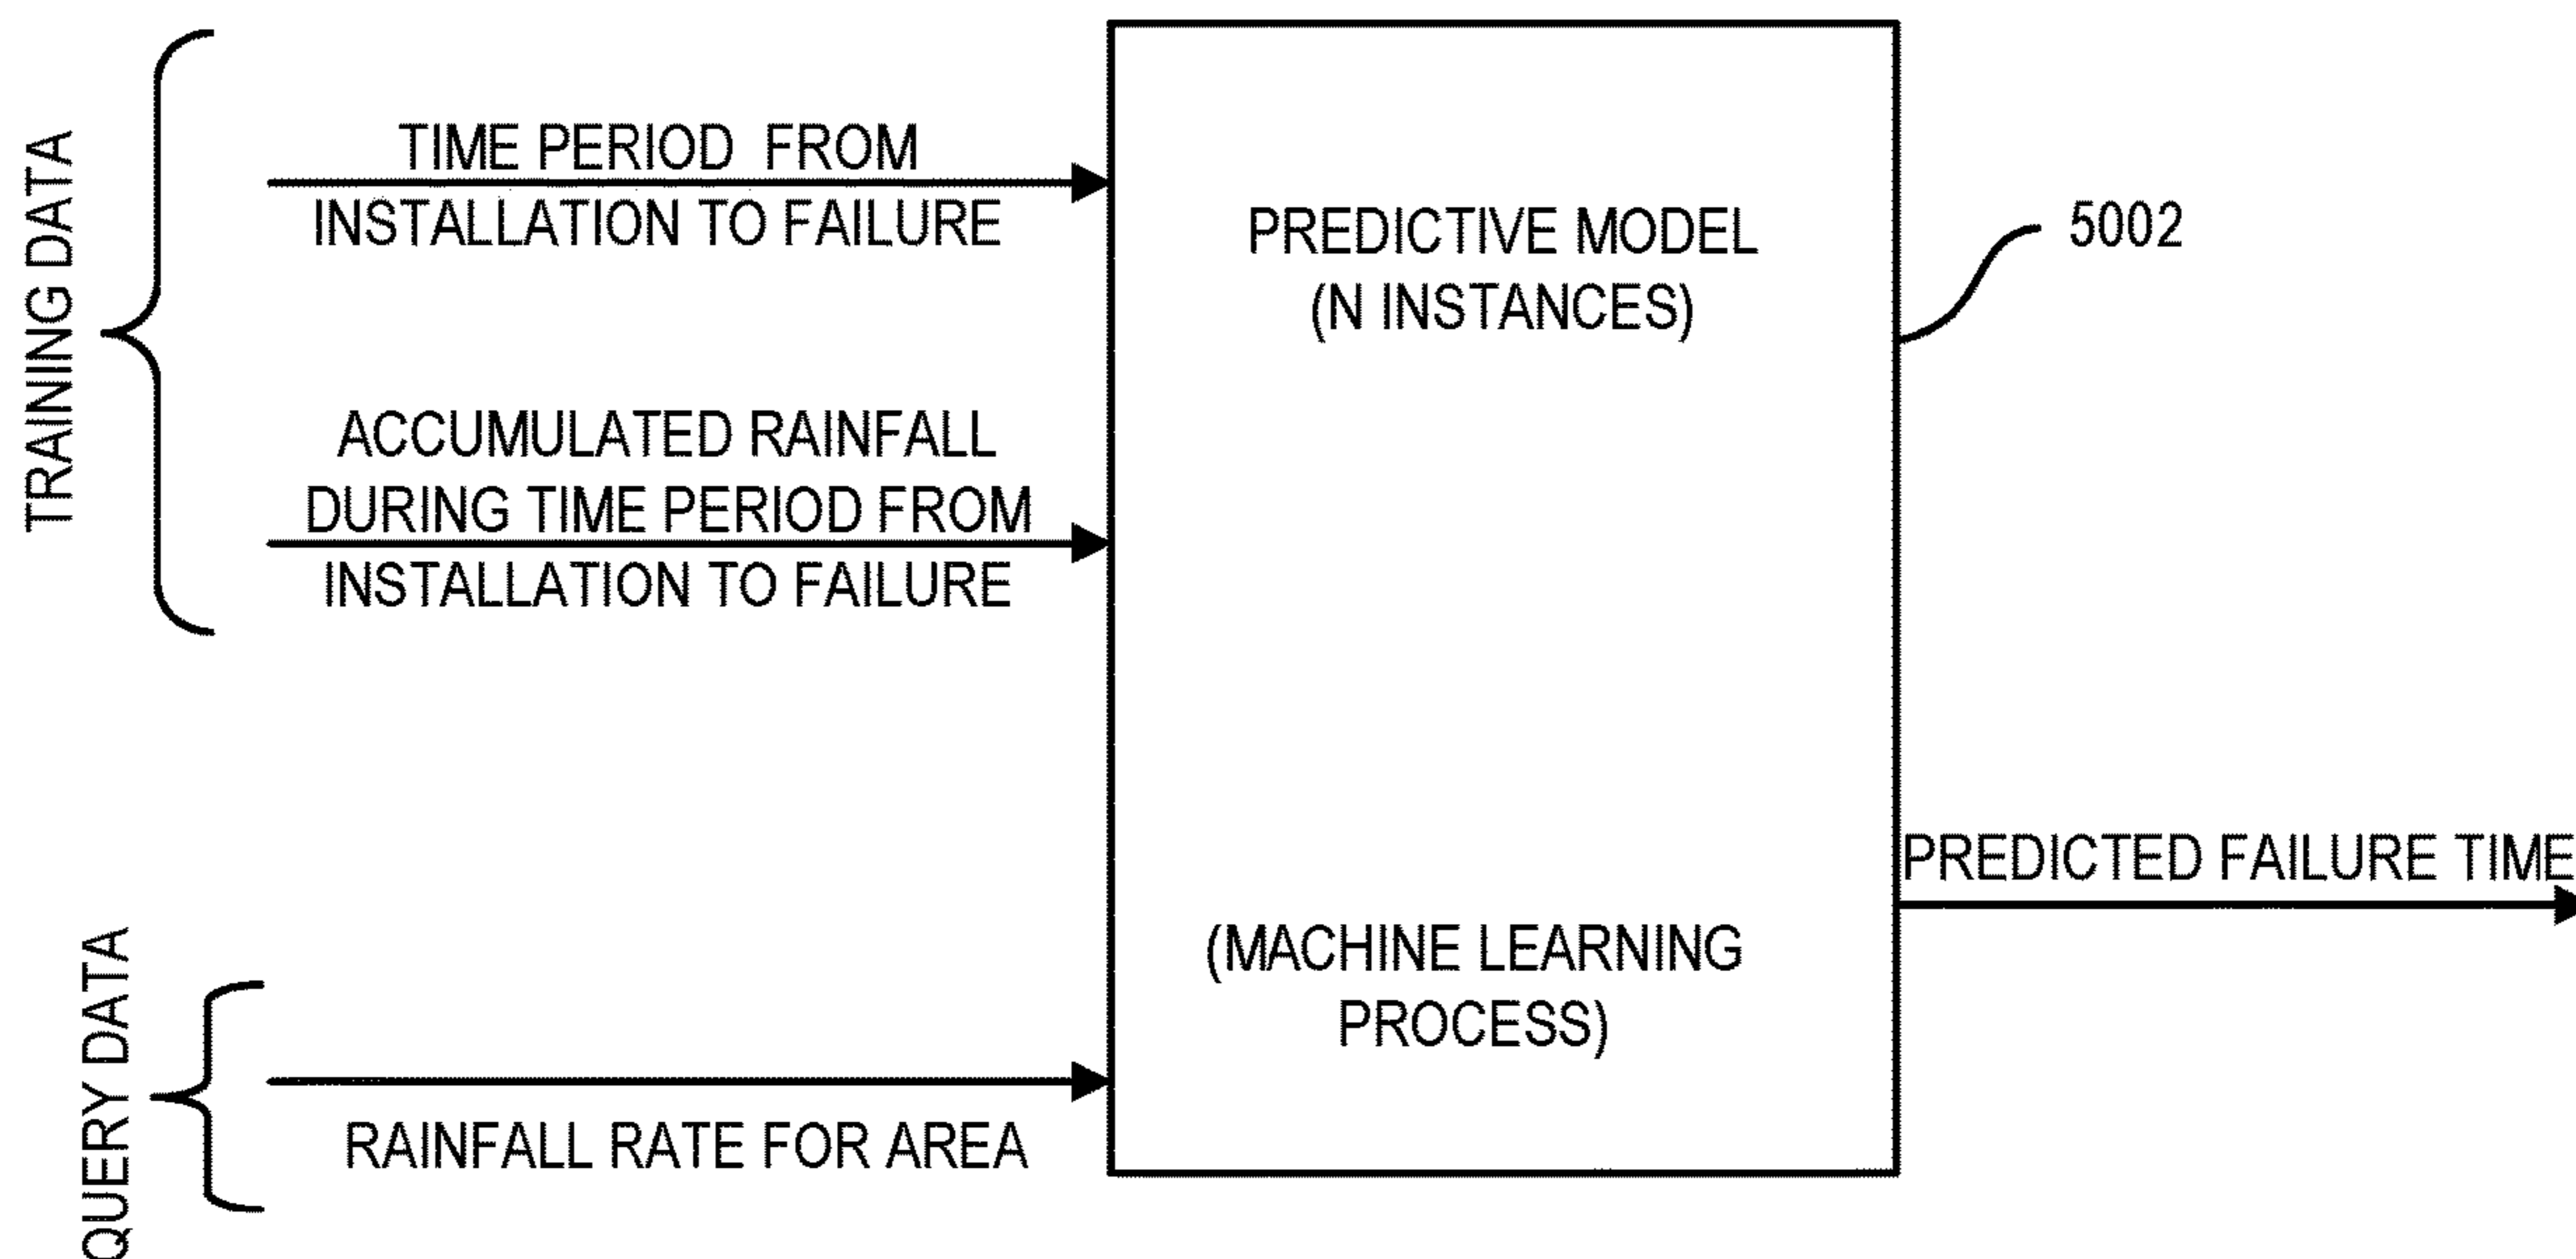 TRAINING DATA
TIME PERIOD FROM
INSTALLATION TO FAILURE
ACCUMULATED RAINFALL
DURING TIME PERIOD FROM
INSTALLATION TO FAILURE
PREDICTIVE MODEL
(N INSTANCES)
5002
(MACHINE LEARNING
PROCESS)
PREDICTED FAILURE TIME
QUERY DATA
RAINFALL RATE FOR AREA